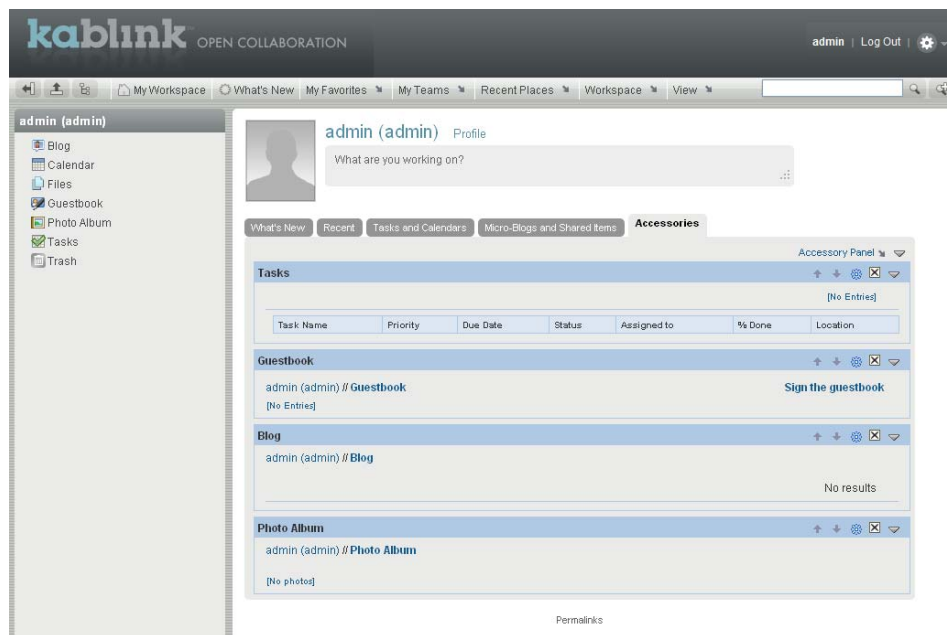 kablınk OPEN COLLABORATION
admin | Log Out |
My Workspace What's New My Favorites My Teams Recent Places Workspace View
admin (admin)
Blog
Calendar
Files
Guestbook
Photo Album
Tasks
Trash
admin (admin) Profile
What are you working on?
What's New Recent Tasks and Calendars Micro-Blogs and Shared Items Accessories
Accessory Panel
Tasks
[No Entries]
Task Name Priority Due Date Status Assigned to % Done Location
Guestbook
admin (admin) // Guestbook Sign the guestbook
[No Entries]
Blog
admin (admin) // Blog
No results
Photo Album
admin (admin) // Photo Album
[No photos]
Permalinks